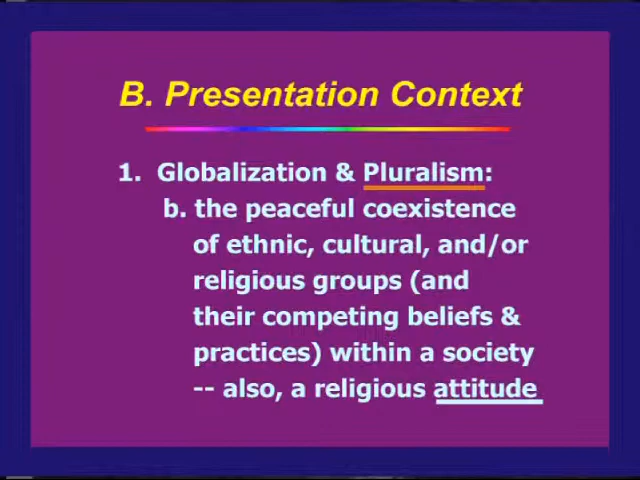 B. Presentation Context
1. Globalization & Pluralism:
b. the peaceful coexistence
of ethnic, cultural, and/or
religious groups (and
their competing beliefs &
practices) within a society
-- also, a religious attitude